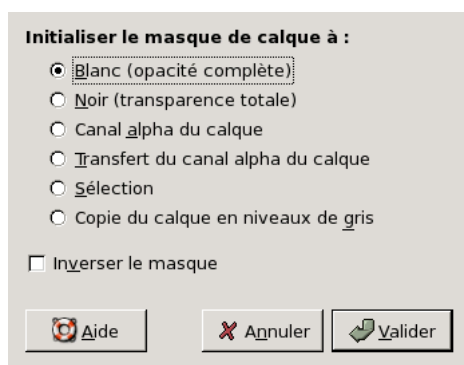 Initialiser le masque de calque à :
Blanc (opacité complète)
Noir (transparence totale)
Canal alpha du calque
Transfert du canal alpha du calque
Sélection
Copie du calque en niveaux de gris
Inverser le masque
Aide Annuler Valider